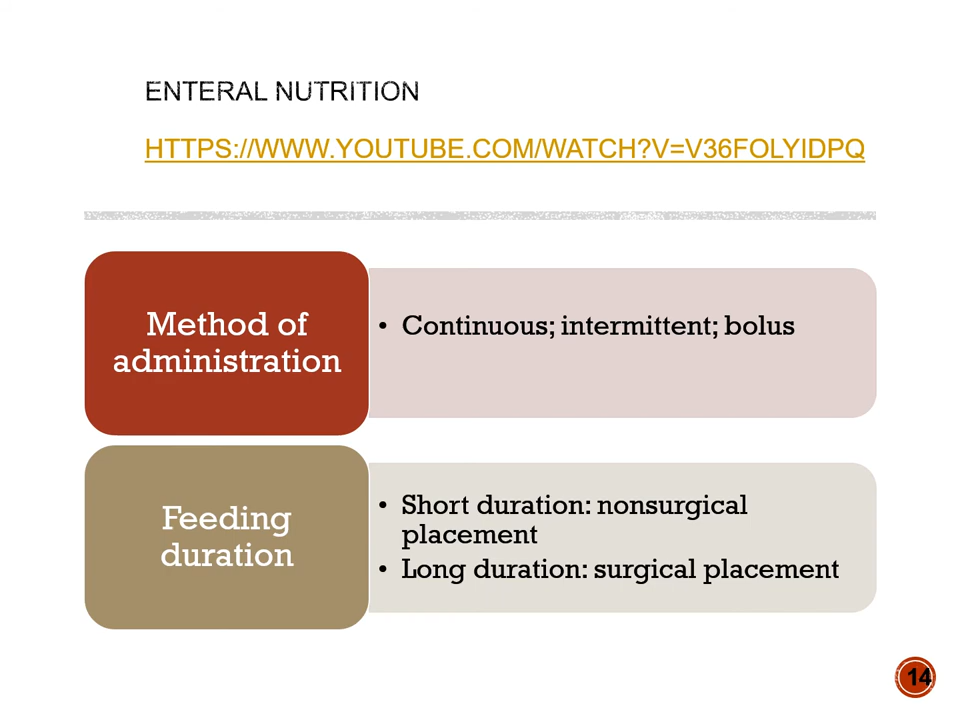 ENTERAL NUTRITION
HTTPS://WWW.YOUTUBE.COM/WATCH?V=V36FOLYIDPQ
Method of
administration
• Continuous; intermittent; bolus
Feeding
duration
• Short duration: nonsurgical
placement
• Long duration: surgical placement
14